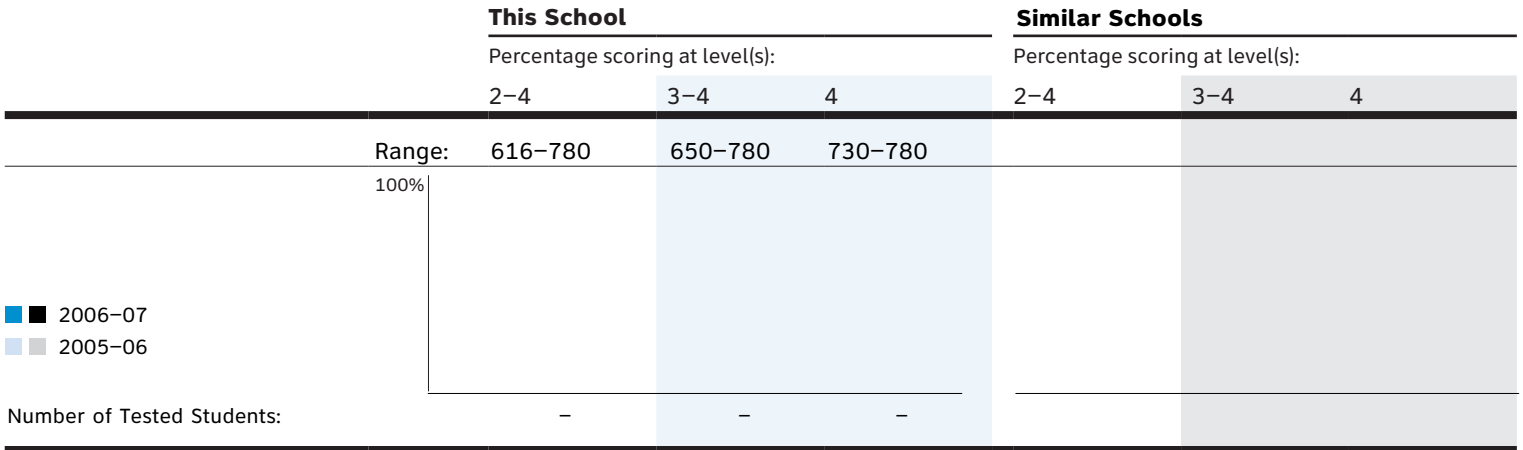 This School Similar Schools
Percentage scoring at level(s): Percentage scoring at level(s):
2–4 3–4 4 2–4 3–4 4
Range: 616–780 650–780 730–780
100%
2006–07
2005–06
Number of Tested Students: – – –